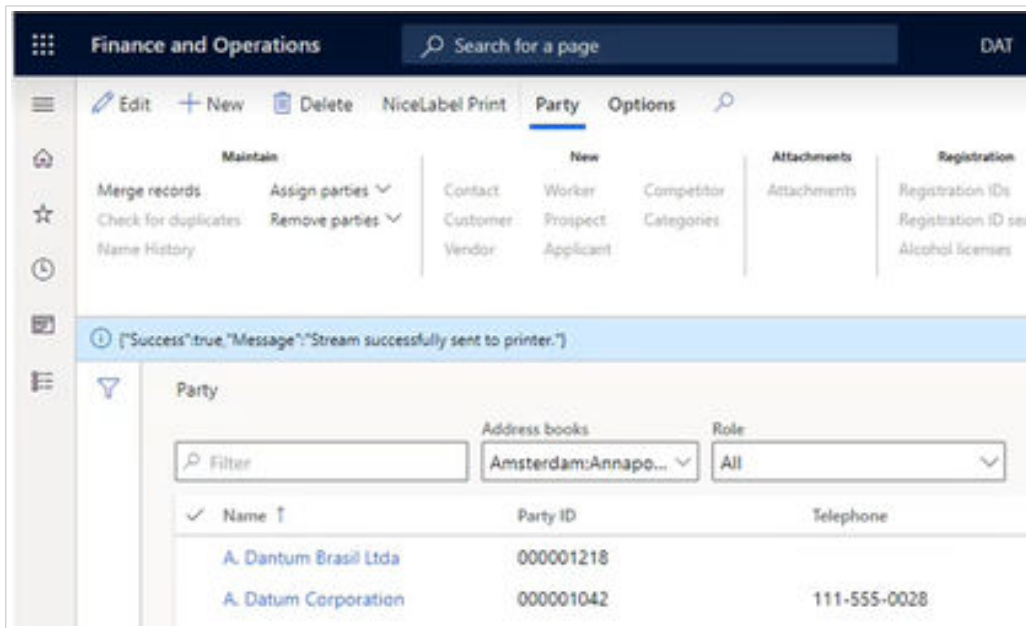 Finance and Operations Search for a page DAT
Edit New Delete NiceLabel Print Party Options
Maintain New Attachments Registration
Merge records Assign parties Contact Worker Competitor Attachments Registration IDs
Check for duplicates Remove parties Customer Prospect Categories Registration ID sea
Name History Vendor Applicant Alcohol licenses
{"Success":true,"Message":"Stream successfully sent to printer."}
Party
Address books Role
Filter Amsterdam;Annapo... All
Name Party ID Telephone
A. Dantum Brasil Ltda 000001218
A. Datum Corporation 000001042 111-555-0028